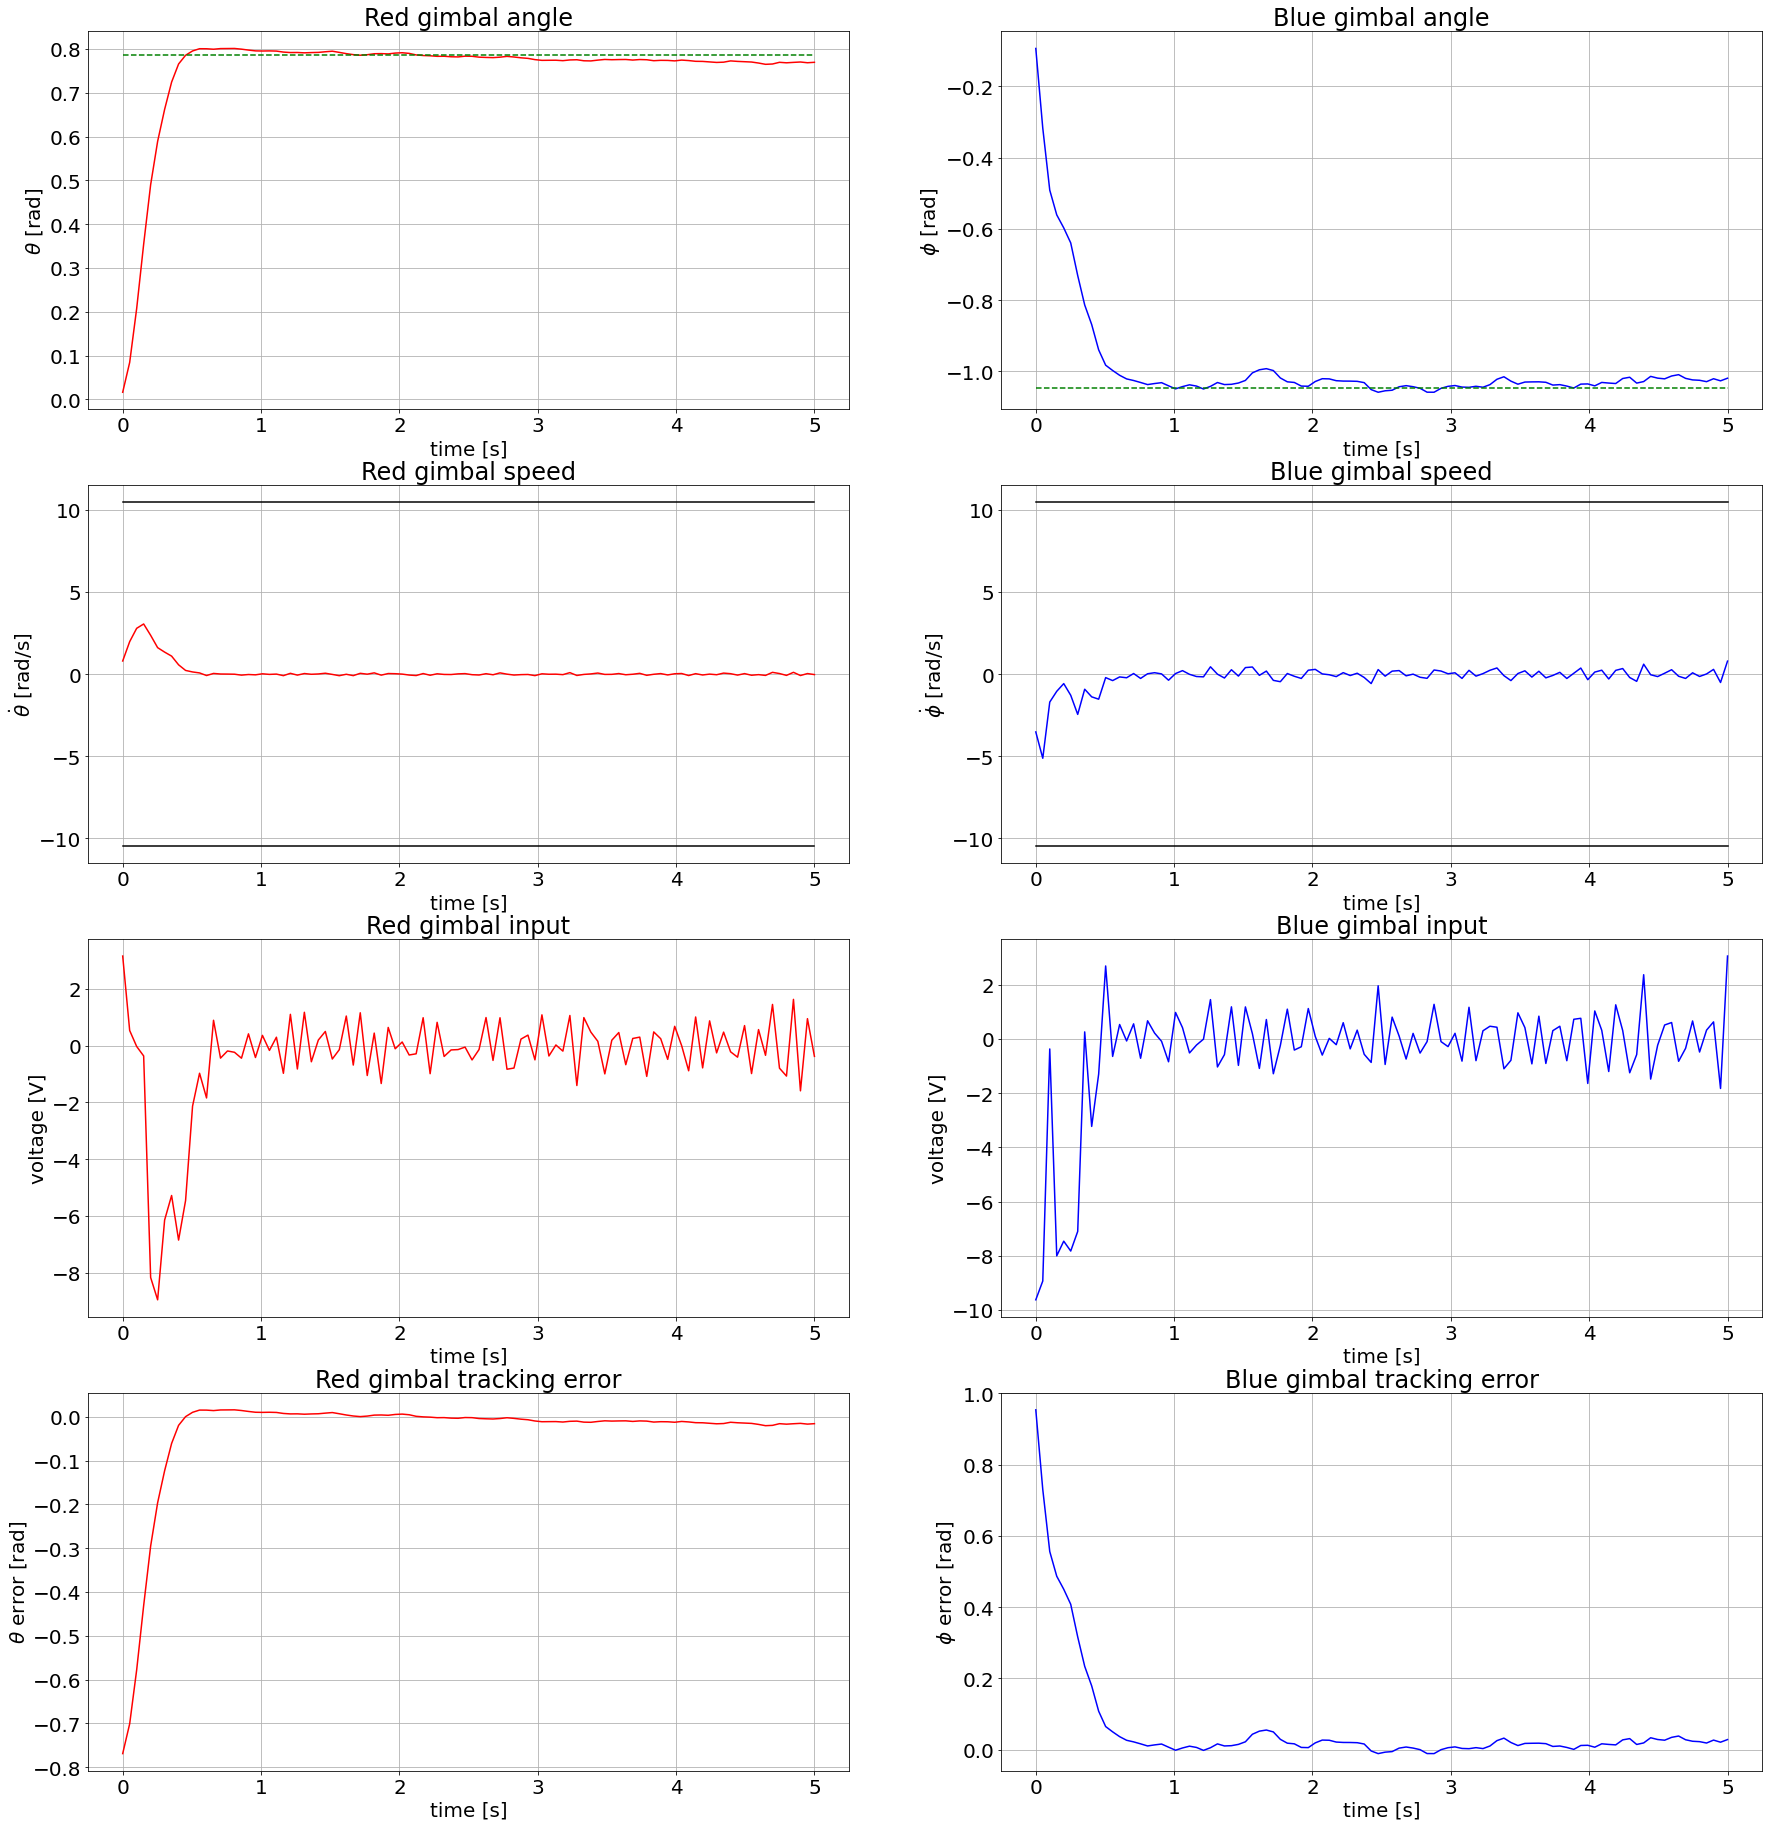 Red gimbal angle
θ [rad]
0.8
0.7
0.6
0.5
0.4
0.3
0.2
0.1
0.0
0 1 2 3 4 5
time [s]
Blue gimbal angle
ϕ [rad]
−0.2
−0.4
−0.6
−0.8
−1.0
0 1 2 3 4 5
time [s]
Red gimbal speed
θ̇ [rad/s]
10
5
0
−5
−10
0 1 2 3 4 5
time [s]
Blue gimbal speed
ϕ̇ [rad/s]
10
5
0
−5
−10
0 1 2 3 4 5
time [s]
Red gimbal input
voltage [V]
2
0
−2
−4
−6
−8
0 1 2 3 4 5
time [s]
Blue gimbal input
voltage [V]
2
0
−2
−4
−6
−8
−10
0 1 2 3 4 5
time [s]
Red gimbal tracking error
θ error [rad]
0.0
−0.1
−0.2
−0.3
−0.4
−0.5
−0.6
−0.7
−0.8
0 1 2 3 4 5
time [s]
Blue gimbal tracking error
ϕ error [rad]
1.0
0.8
0.6
0.4
0.2
0.0
0 1 2 3 4 5
time [s]